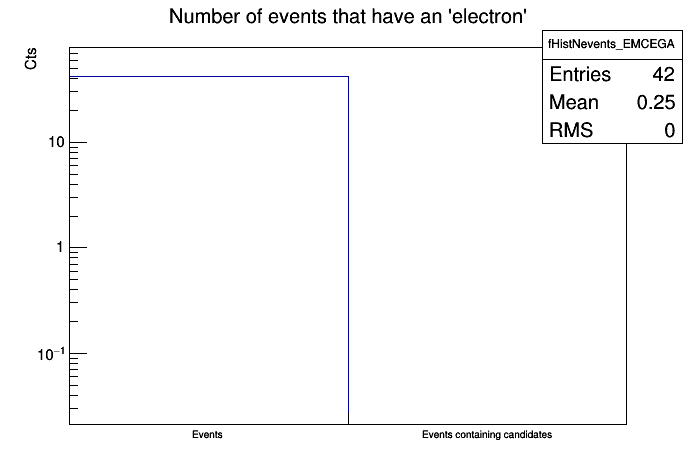 Number of events that have an 'electron'
fHistNevents_EMCEGA
Entries 42
Mean 0.25
RMS 0
Cts
10
1
10⁻¹
Events
Events containing candidates